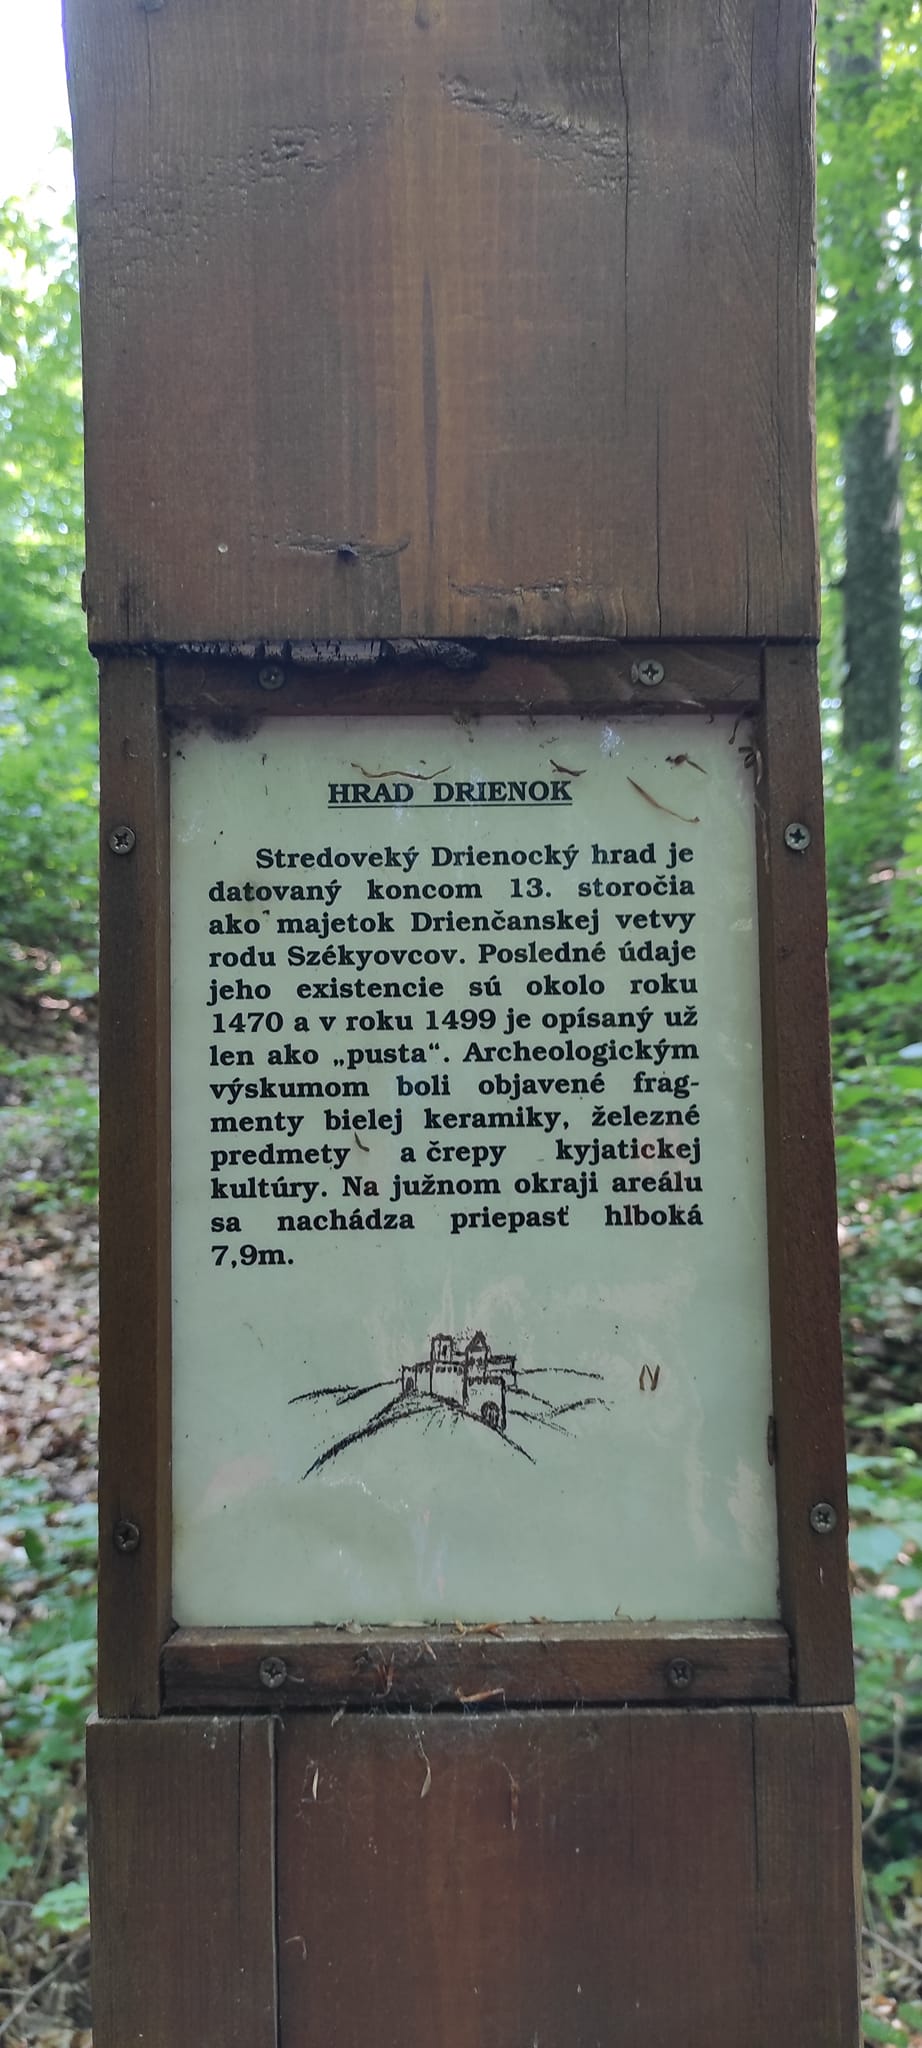 HRAD DRIENOK
Stredoveký Drienocký hrad je
datovaný koncom 13. storočia
ako majetok Drienčanskej vetvy
rodu Székyovcov. Posledné údaje
jeho existencie sú okolo roku
1470 a v roku 1499 je opísaný už
len ako „pusta“. Archeologickým
výskumom boli objavené frag-
menty bielej keramiky, železné
predmety a črepy kyjatickej
kultúry. Na južnom okraji areálu
sa nachádza priepasť hlboká
7,9m.